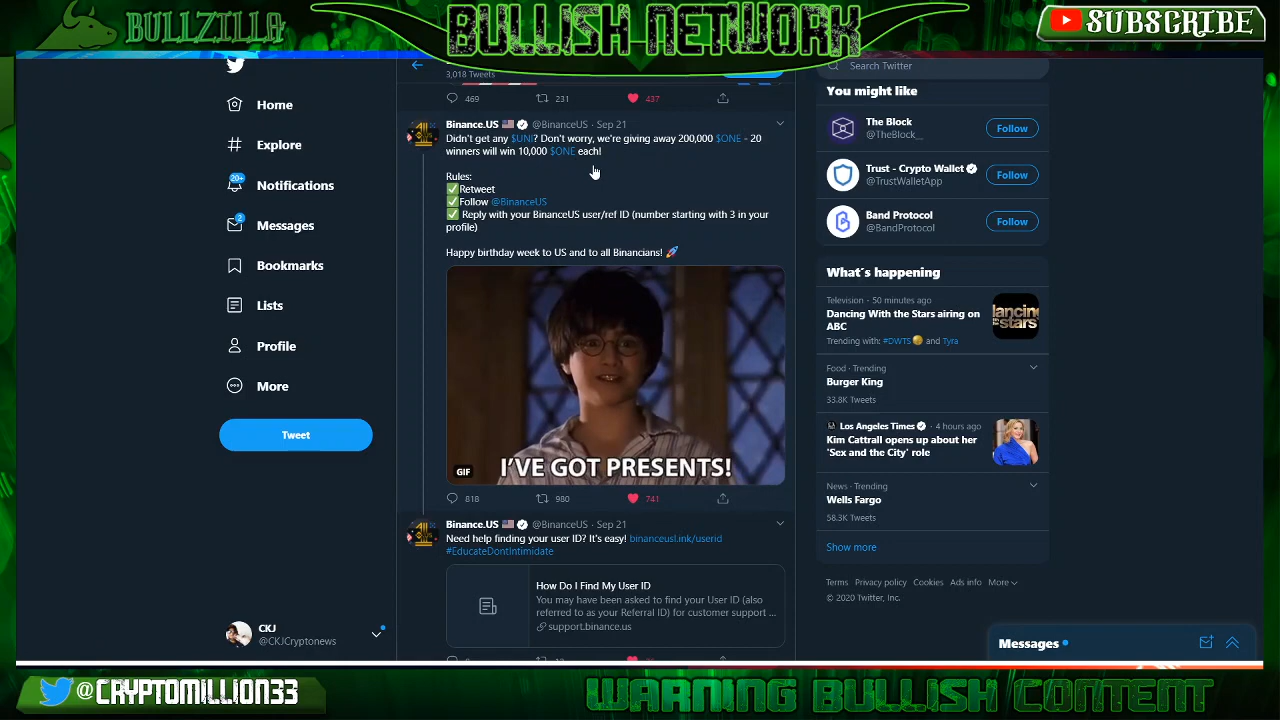 BULLZILLA
BULLISH NETWORK
SUBSCRIBE
3,018 Tweets
Search Twitter
Home
Explore
20+
Notifications
2
Messages
Bookmarks
Lists
Profile
More
Tweet
CKJ
@CKJCryptonews
469 231 437
Binance.US @BinanceUS · Sep 21
Didn't get any $UNI? Don't worry, we're giving away 200,000 $ONE - 20
winners will win 10,000 $ONE each!
Rules:
✅Retweet
✅Follow @BinanceUS
✅ Reply with your BinanceUS user/ref ID (number starting with 3 in your
profile)
Happy birthday week to US and to all Binancians! 🚀
I'VE GOT PRESENTS!
GIF
818 980 741
Binance.US @BinanceUS · Sep 21
Need help finding your user ID? It's easy! binanceus1.ink/userid
#EducateDontIntimidate
How Do I Find My User ID
You may have been asked to find your User ID (also
referred to as your Referral ID) for customer support ...
support.binance.us
You might like
The Block
@TheBlock__
Follow
Trust - Crypto Wallet
@TrustWalletApp
Follow
Band Protocol
@BandProtocol
Follow
What's happening
Television · 50 minutes ago
Dancing With the Stars airing on
ABC
Trending with: #DWTS and Tyra
Food · Trending
Burger King
33.8K Tweets
Los Angeles Times · 4 hours ago
Kim Cattrall opens up about her
'Sex and the City' role
News · Trending
Wells Fargo
58.3K Tweets
Show more
Terms Privacy policy Cookies Ads info More
© 2020 Twitter, Inc.
Messages
@CRYPTOMILLION33
WARNING BULLISH CONTENT